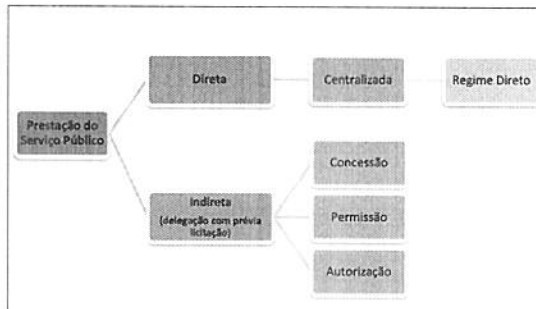 Direta
Centralizada
Regime Direto
Prestação do
Serviço Público
Concessão
Indireta
(delegação com prévia
licitação)
Permissão
Autorização